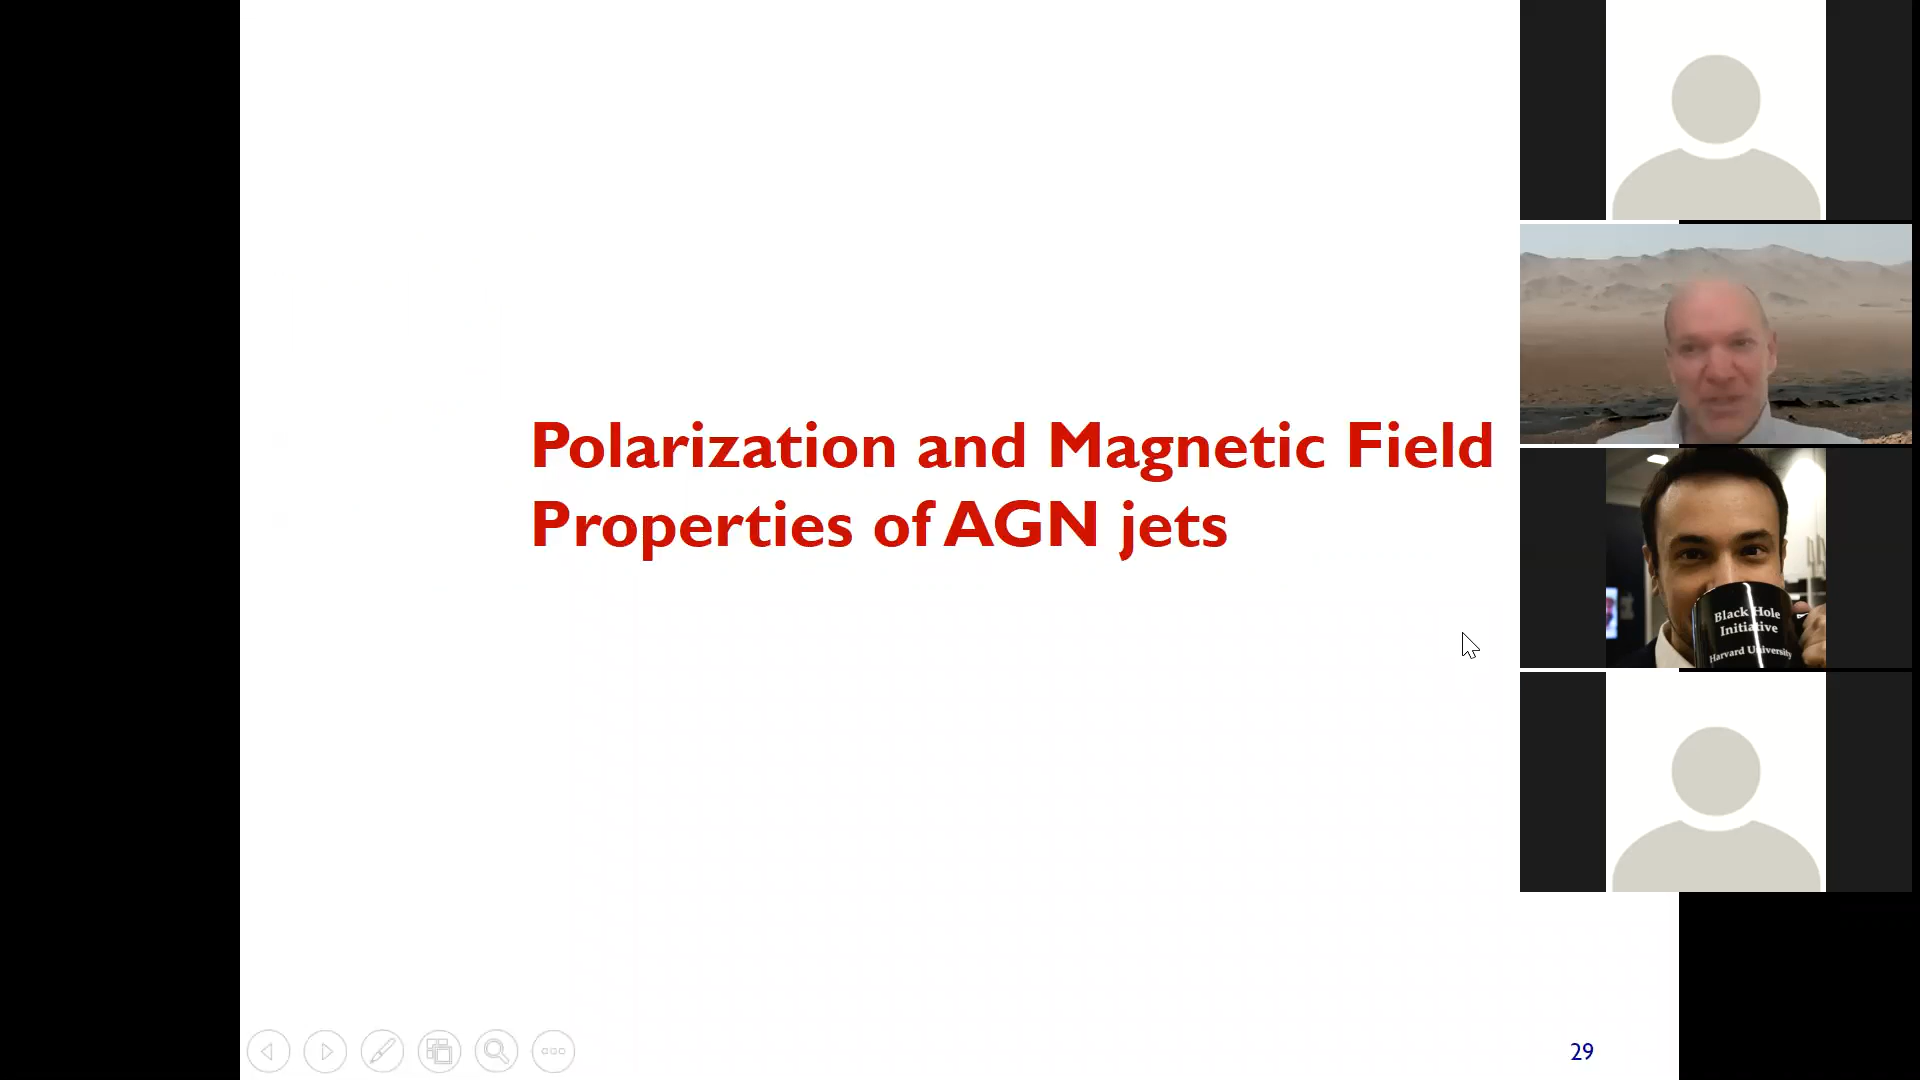 Polarization and Magnetic Field
Properties of AGN jets
Black Hole
Initiative
Harvard University
29